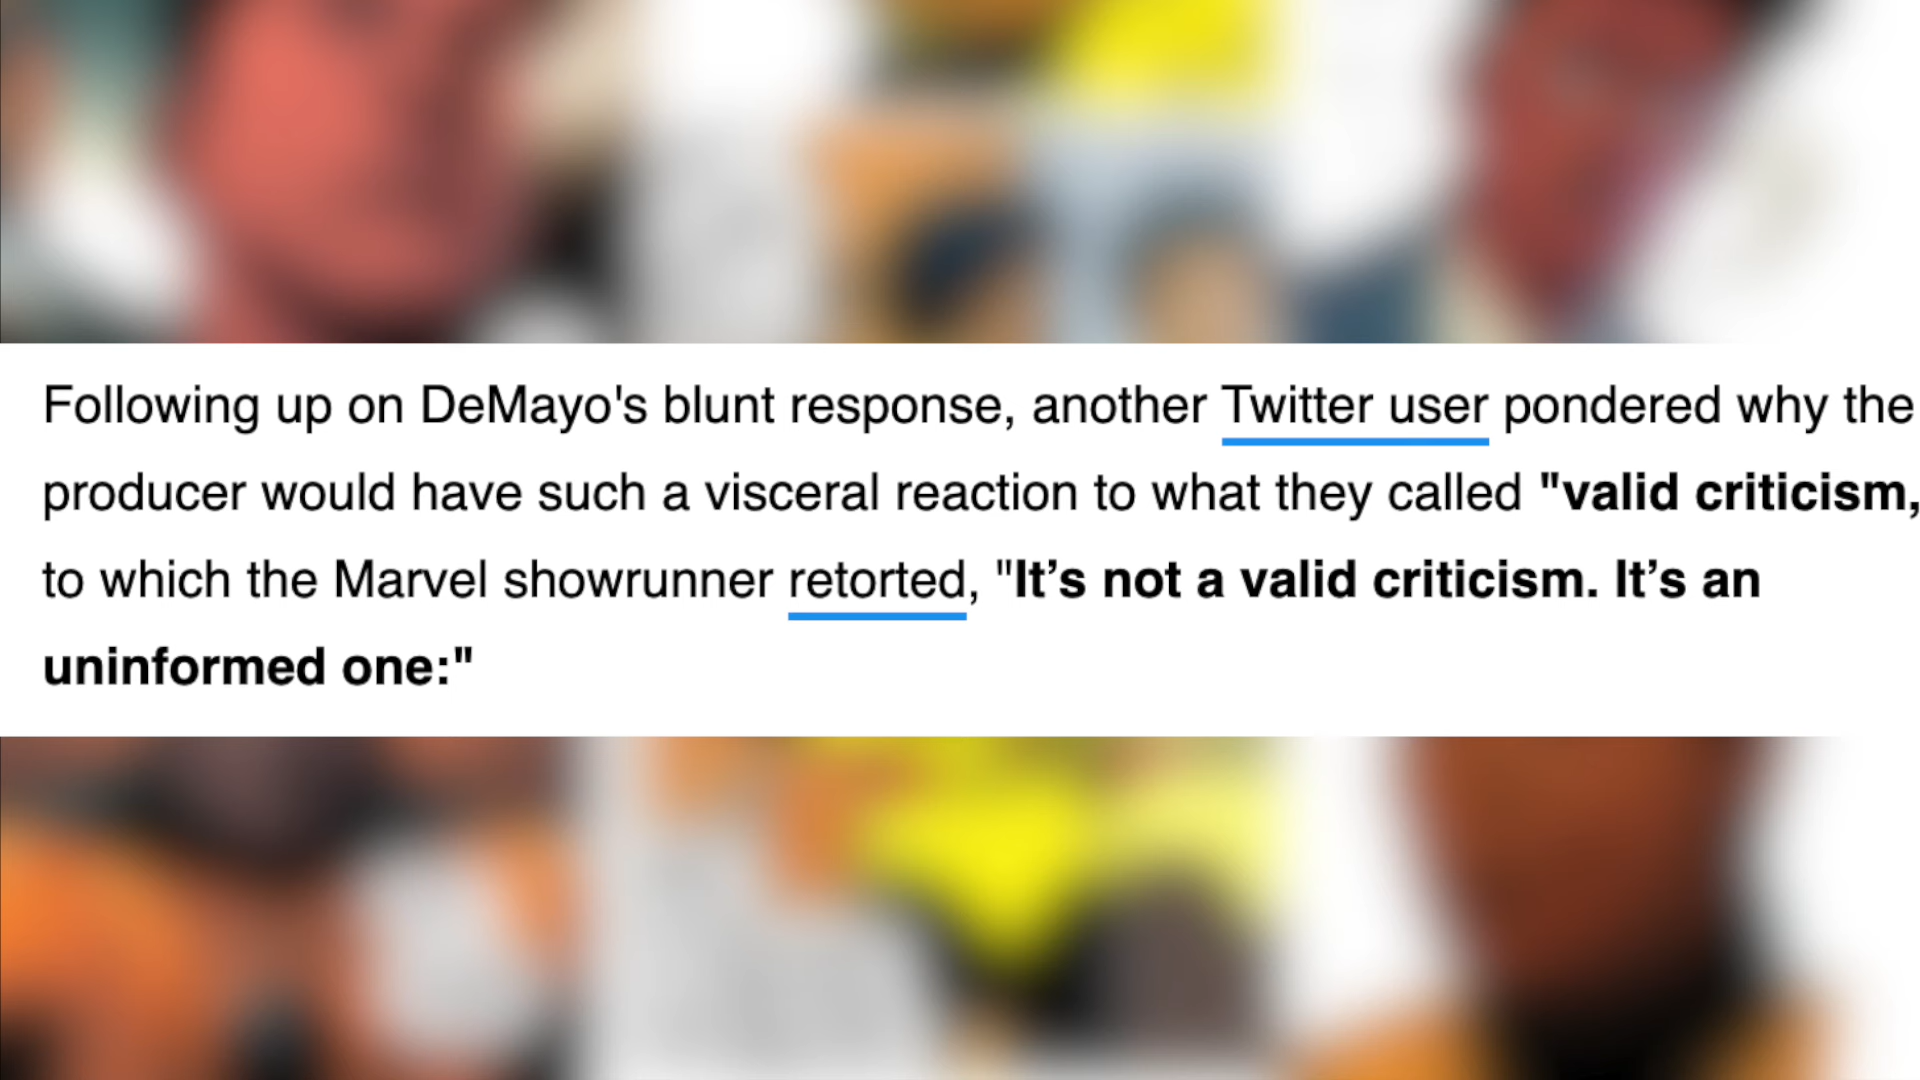 Following up on DeMayo's blunt response, another Twitter user pondered why the
producer would have such a visceral reaction to what they called "valid criticism,
to which the Marvel showrunner retorted, "It’s not a valid criticism. It’s an
uninformed one:"